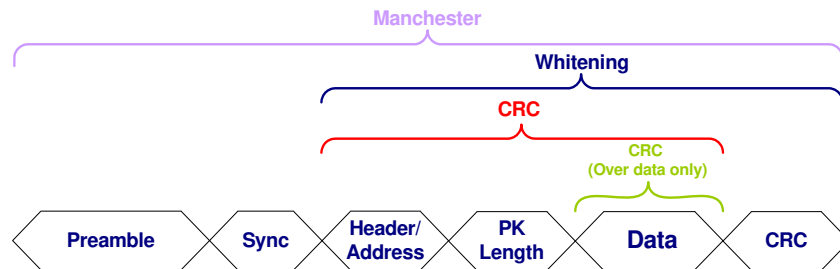 Manchester
Whitening
CRC
CRC
(Over data only)
Preamble
Sync
Header/
Address
PK
Length
Data
CRC